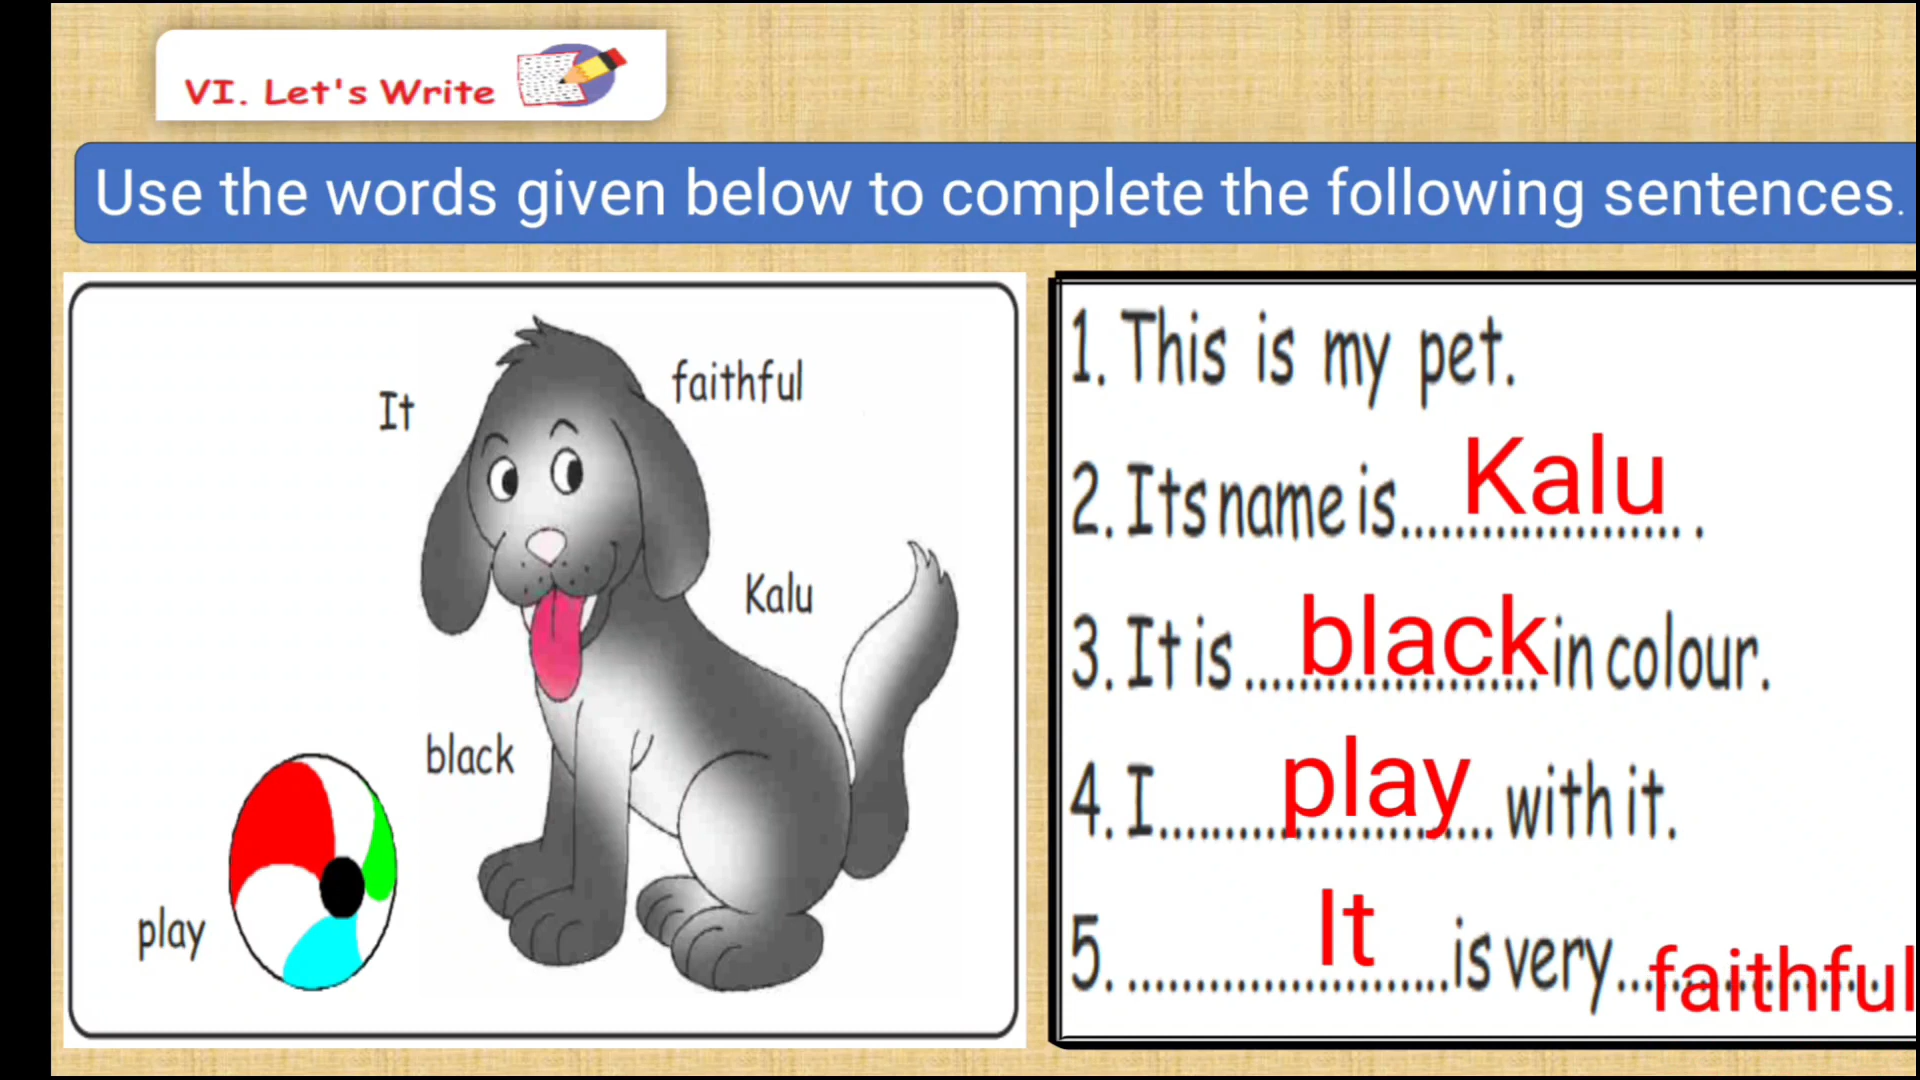 VI. Let's Write
Use the words given below to complete the following sentences.
It
faithful
Kalu
black
play
1. This is my pet.
2. Its name is..................... Kalu .
3. It is ...................... black in colour.
4. I......................... play with it.
5. ........................ It is very.................... faithful